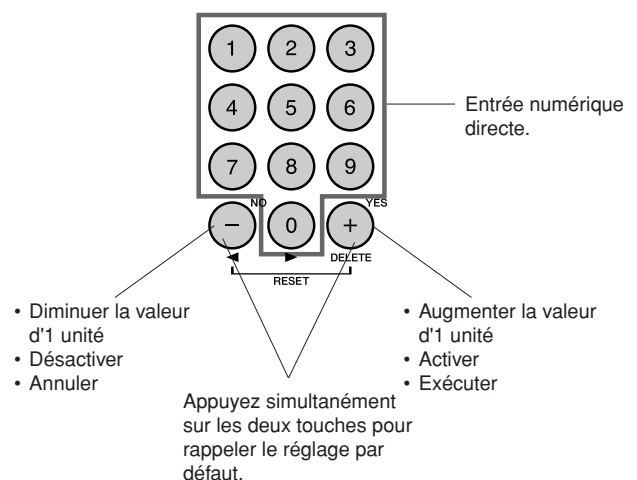 1 2 3
4 5 6
Entrée numérique
directe.
7 8 9
NO YES
- 0 +
◄ ► DELETE
RESET
• Diminuer la valeur
d'1 unité
• Désactiver
• Annuler
• Augmenter la valeur
d'1 unité
• Activer
• Exécuter
Appuyez simultanément
sur les deux touches pour
rappeler le réglage par
défaut.